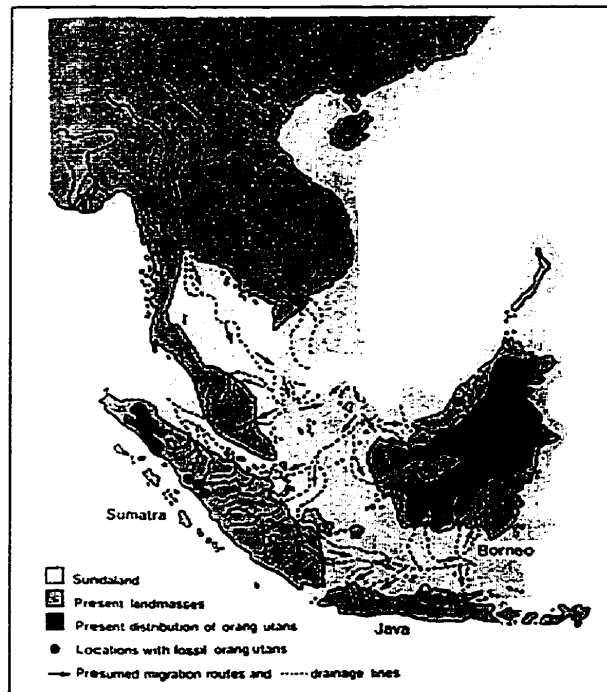 Sumatra
Borneo
Java
Sundaland
Present landmasses
Present distribution of orang utans
Locations with fossil orang utans
Presumed migration routes and drainage lines